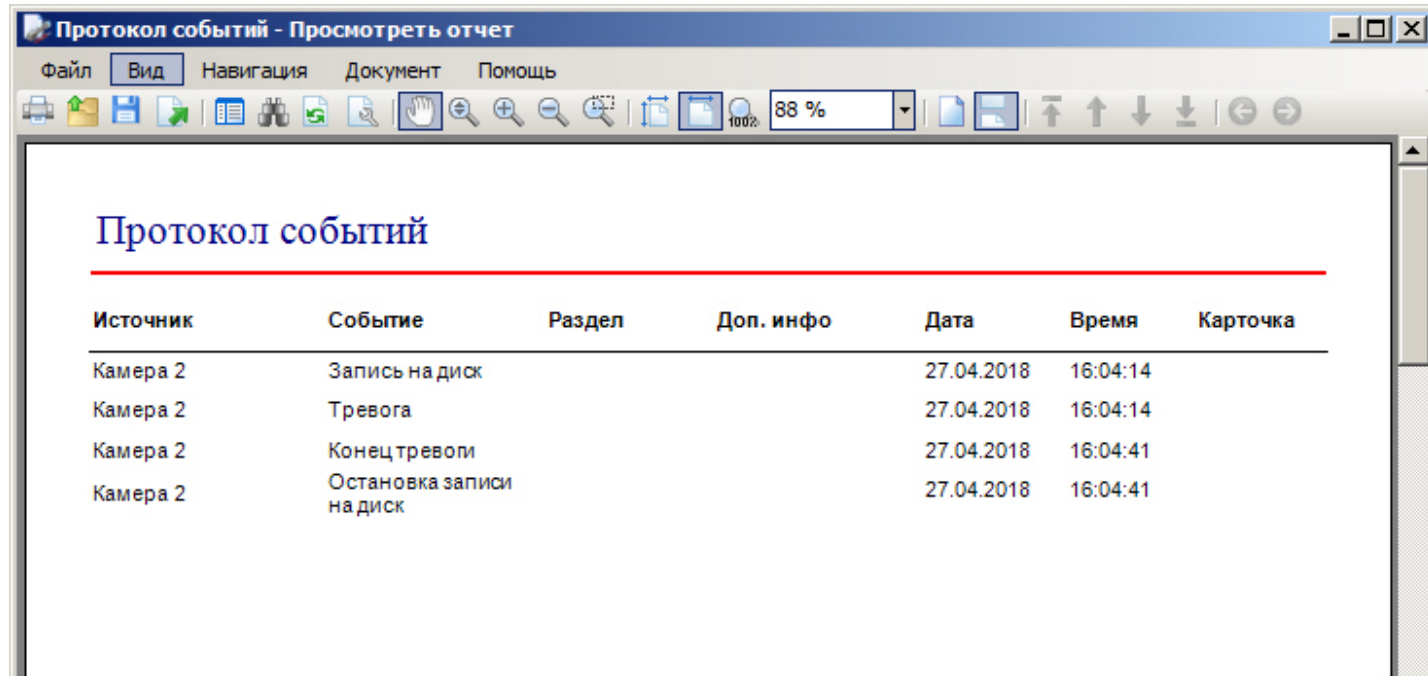 Протокол событий - Просмотреть отчет
Файл Вид Навигация Документ Помощь
100% 88 %
Протокол событий
Источник Событие Раздел Доп. инфо Дата Время Карточка
Камера 2 Запись на диск 27.04.2018 16:04:14
Камера 2 Тревога 27.04.2018 16:04:14
Камера 2 Конец тревоги 27.04.2018 16:04:41
Камера 2 Остановка записи 27.04.2018 16:04:41
на диск